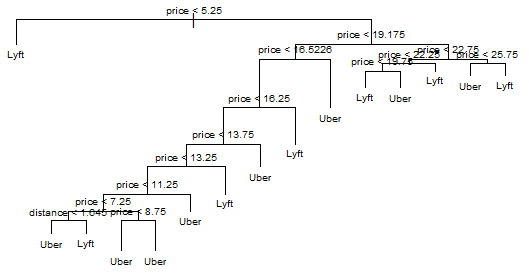 price < 5.25
Lyft
price < 19.175
price < 16.5226
price < 22.75
price < 22.25
price < 25.75
price < 19.75
Lyft
Uber
Lyft
Uber
Lyft
price < 16.25
Uber
price < 13.75
Lyft
price < 13.25
Uber
price < 11.25
Lyft
price < 7.25
Uber
distance < 1.045
price < 8.75
Uber
Lyft
Uber
Uber